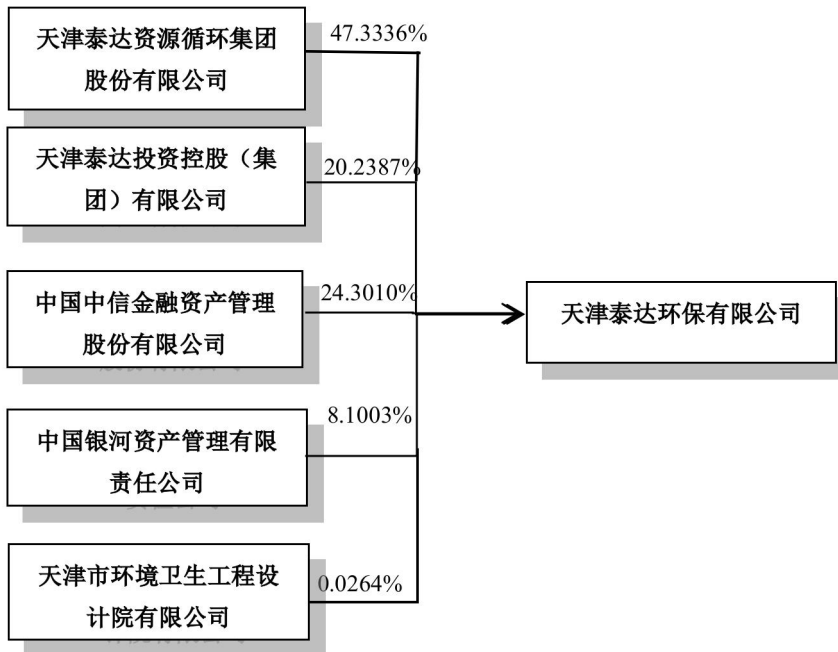 天津泰达资源循环集团
股份有限公司
47.3336%
天津泰达投资控股（集
团）有限公司
20.2387%
中国中信金融资产管理
股份有限公司
24.3010%
天津泰达环保有限公司
中国银河资产管理有限
责任公司
8.1003%
天津市环境卫生工程设
计院有限公司
0.0264%